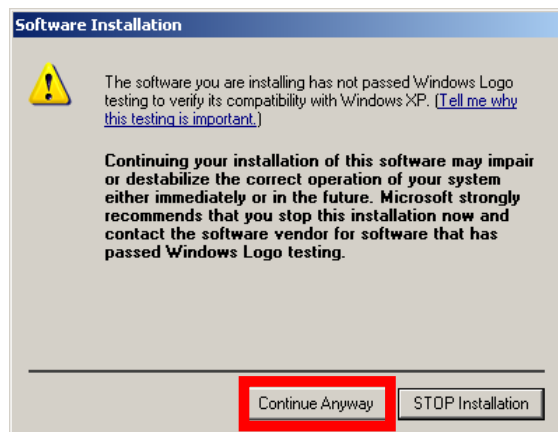 Software Installation
The software you are installing has not passed Windows Logo
testing to verify its compatibility with Windows XP. (Tell me why
this testing is important.)
Continuing your installation of this software may impair
or destabilize the correct operation of your system
either immediately or in the future. Microsoft strongly
recommends that you stop this installation now and
contact the software vendor for software that has
passed Windows Logo testing.
Continue Anyway
STOP Installation